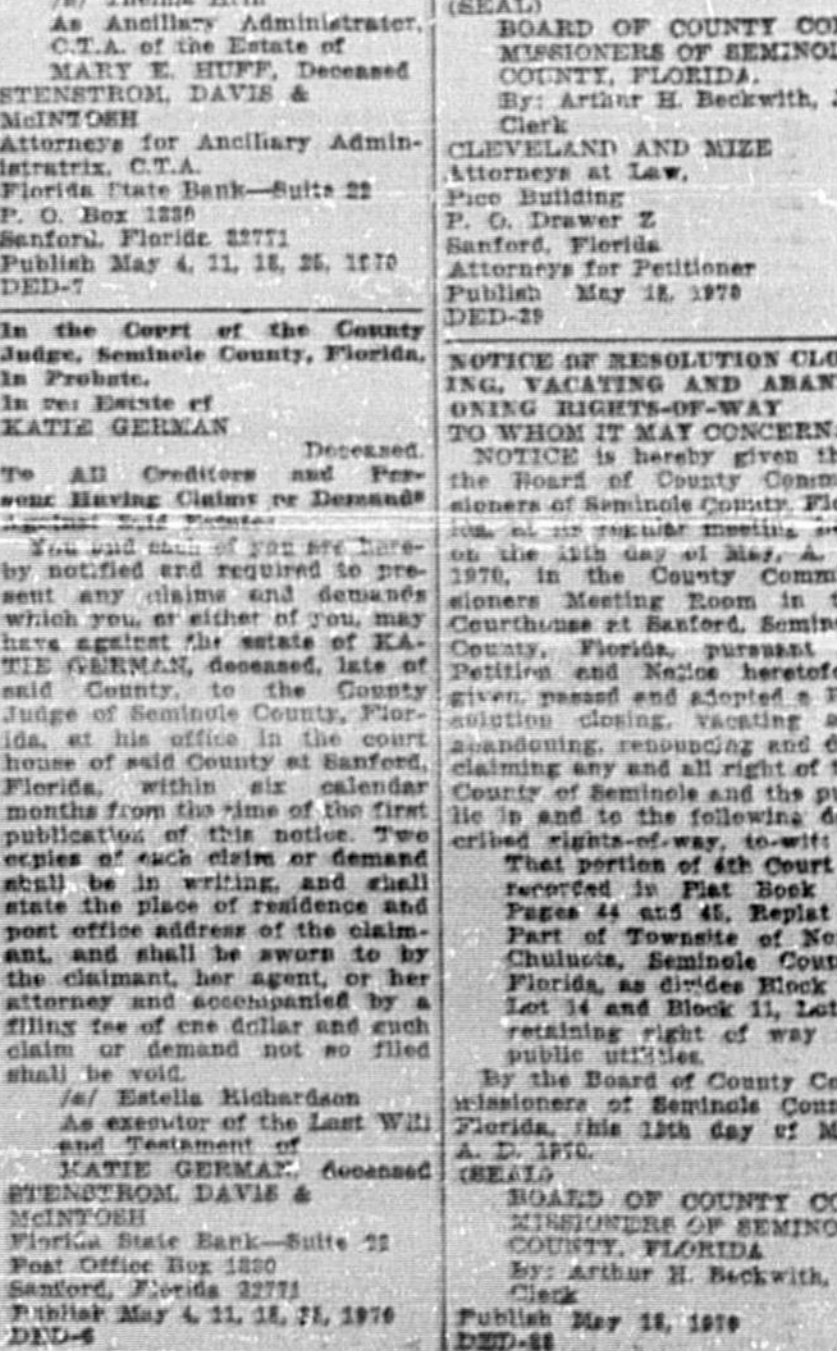 As Ancillary Administrater,
C.T.A. of the Estate of
MARY E. HUFF, Deceased
STENSTROM, DAVIS &
McINTOSH
Attorneys for Ancillary Admin-
istratrix, C.T.A.
Florida State Bank—Suite 22
P. O. Box 1330
Sanford, Florida 32771
Publish May 4, 11, 18, 25, 1970
DED-7
In the Court of the County
Judge, Seminole County, Florida,
In Probate.
In re: Estate of
KATIE GERMAN
Deceased.
To All Creditors and Per-
sons Having Claims or Demands
Against Said Estate:
You and each of you are here-
by notified and required to pre-
sent any claims and demands
which you, or either of you, may
have against the estate of KA-
TIE GERMAN, deceased, late of
said County, to the County
Judge of Seminole County, Flor-
ida, at his office in the court
house of said County at Sanford,
Florida, within six calendar
months from the time of the first
publication of this notice. Two
copies of each claim or demand
shall be in writing, and shall
state the place of residence and
post office address of the claim-
ant, and shall be sworn to by
the claimant, her agent, or her
attorney and accompanied by a
filing fee of one dollar and such
claim or demand not so filed
shall be void.
/s/ Estella Richardson
As executor of the Last Will
and Testament of
KATIE GERMAN, deceased
STENSTROM, DAVIS &
McINTOSH
Florida State Bank—Suite 22
Post Office Box 1330
Sanford, Florida 32771
Publish May 4, 11, 18, 25, 1970
DED-6
(SEAL)
BOARD OF COUNTY COM
MISSIONERS OF SEMINOL
COUNTY, FLORIDA.
By: Arthur H. Beckwith, J
Clerk
CLEVELAND AND MIZE
Attorneys at Law,
Pico Building
P. O. Drawer Z
Sanford, Florida
Attorneys for Petitioner
Publish May 18, 1970
DED-29
NOTICE OF RESOLUTION CLO
ING, VACATING AND ABAN
ONING RIGHTS-OF-WAY
TO WHOM IT MAY CONCERN:
NOTICE is hereby given th
the Board of County Comm
sioners of Seminole County, Flo
ida, at its regular meeting
on the 12th day of May, A.
1970, in the County Comm
sioners Meeting Room in t
Courthouse at Sanford, Semin
County, Florida, pursuant
Petition and Notice heretofo
given, passed and adopted a R
solution closing, vacating a
abandoning, renouncing and d
claiming any and all right of t
County of Seminole and the pu
lic in and to the following de
cribed rights-of-way, to-wit:
That portion of 4th Court
recorded in Plat Book
Pages 44 and 45, Replat
Part of Townsite of No
Chuluota, Seminole Coun
Florida, as divides Block
Lot 14 and Block 11, Lot
retaining right of way
public utilities.
By the Board of County Co
missioners of Seminole Coun
Florida, this 12th day of M
A. D. 1970.
(SEAL)
BOARD OF COUNTY CO
MISSIONERS OF SEMINO
COUNTY, FLORIDA
By: Arthur H. Beckwith,
Clerk
Publish May 18, 1970
DED-28